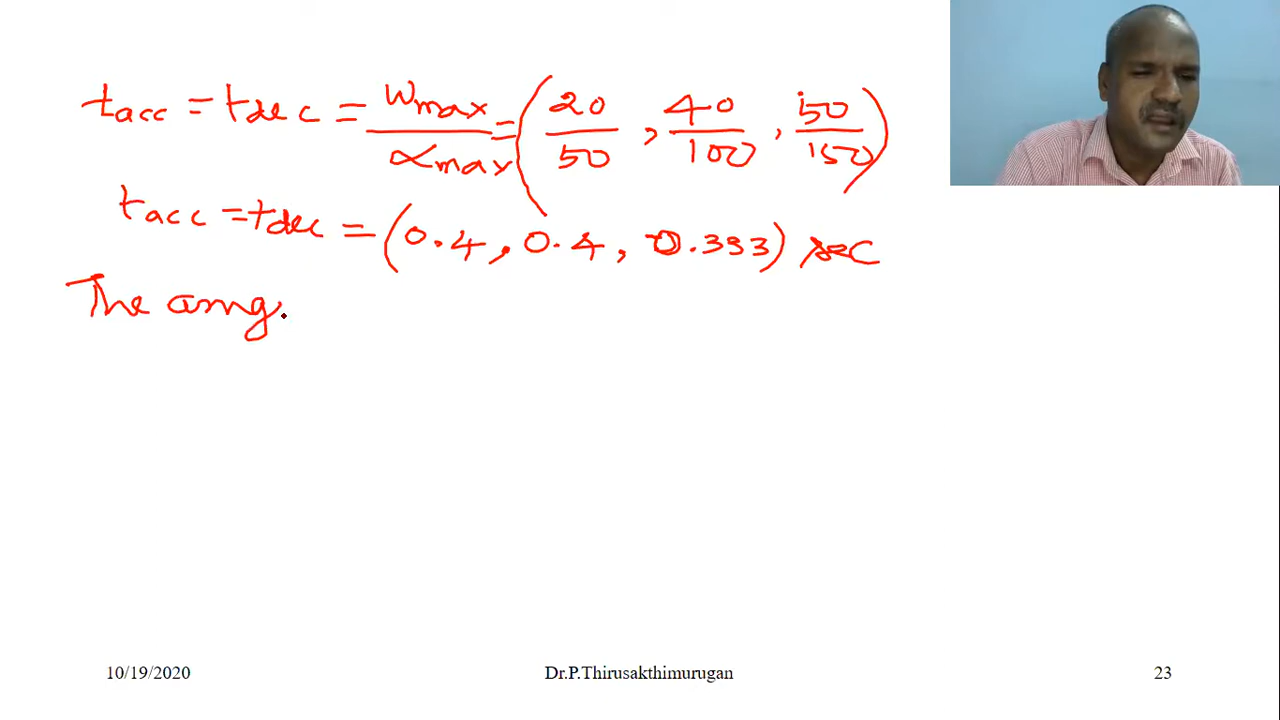 tacc = tdec = ωmax/αmax = (20/50, 40/100, 50/150)
tacc = tdec = (0.4, 0.4, 0.333) sec
The amg
10/19/2020 Dr.P.Thirusakthimurugan 23